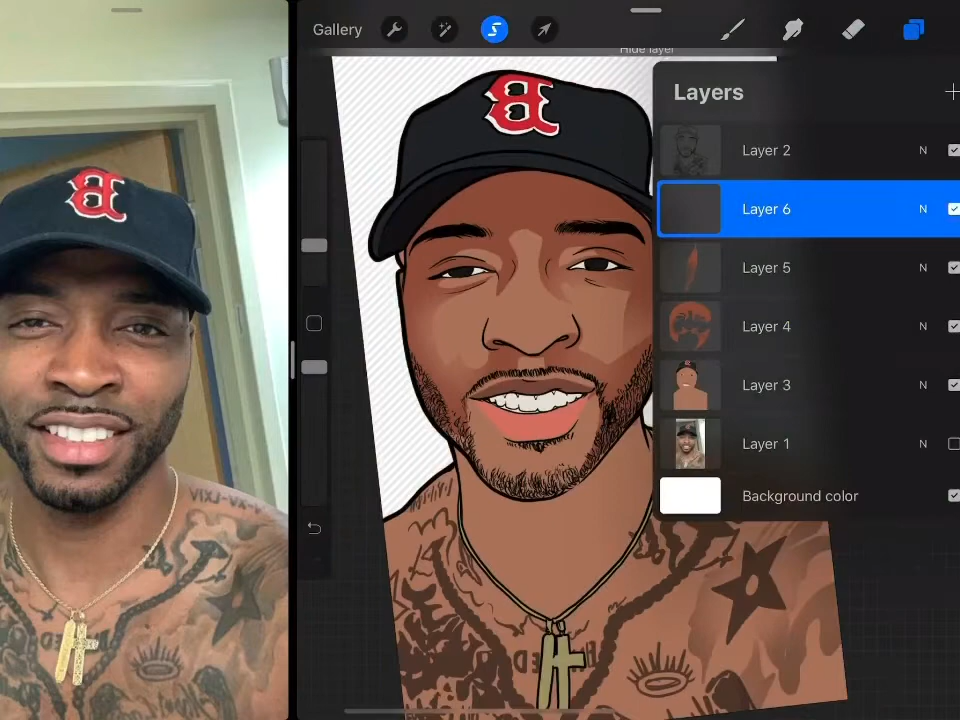 Gallery
Hide layer
Layers
Layer 2
N
Layer 6
N
Layer 5
N
Layer 4
N
Layer 3
N
Layer 1
N
Background color
B
B